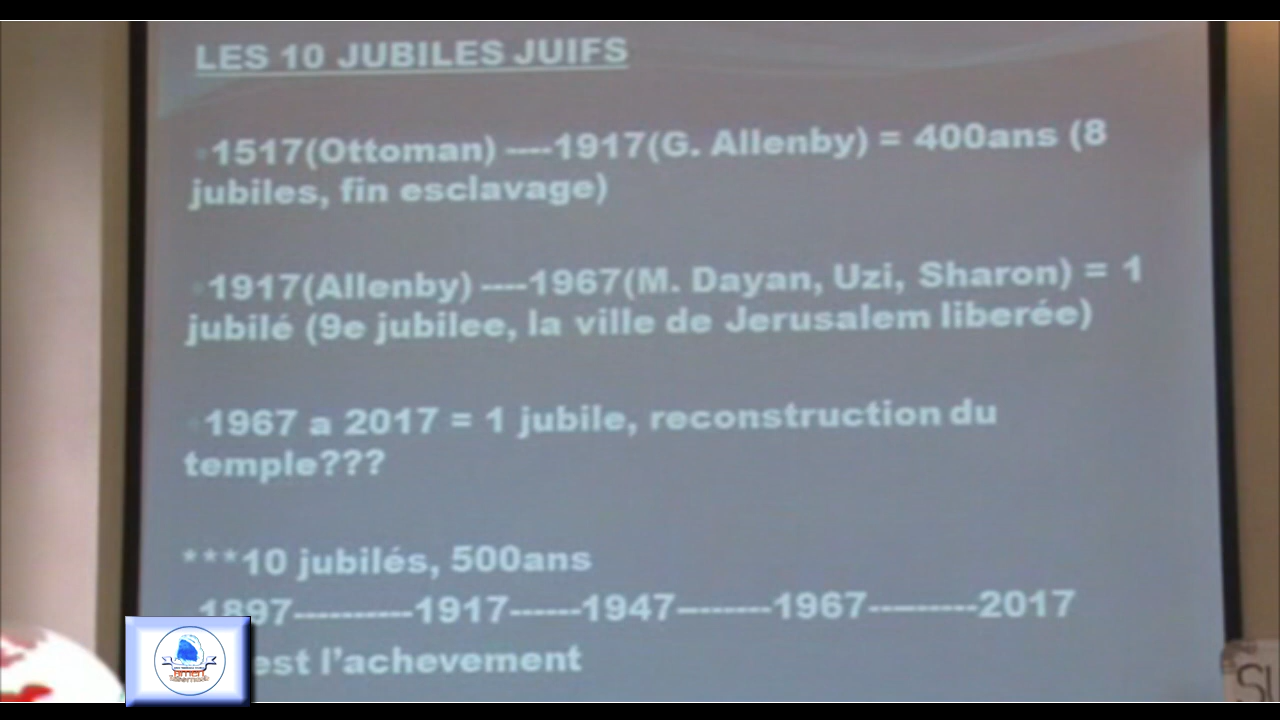 LES 10 JUBILES JUIFS
1517(Ottoman) ----1917(G. Allenby) = 400ans (8
jubiles, fin esclavage)
1917(Allenby) ----1967(M. Dayan, Uzi, Sharon) = 1
jubilé (9e jubilee, la ville de Jerusalem liberée)
1967 a 2017 = 1 jubile, reconstruction du
temple???
***10 jubilés, 500ans
1897----------1917------1947--------1967---------2017
est l’achevement